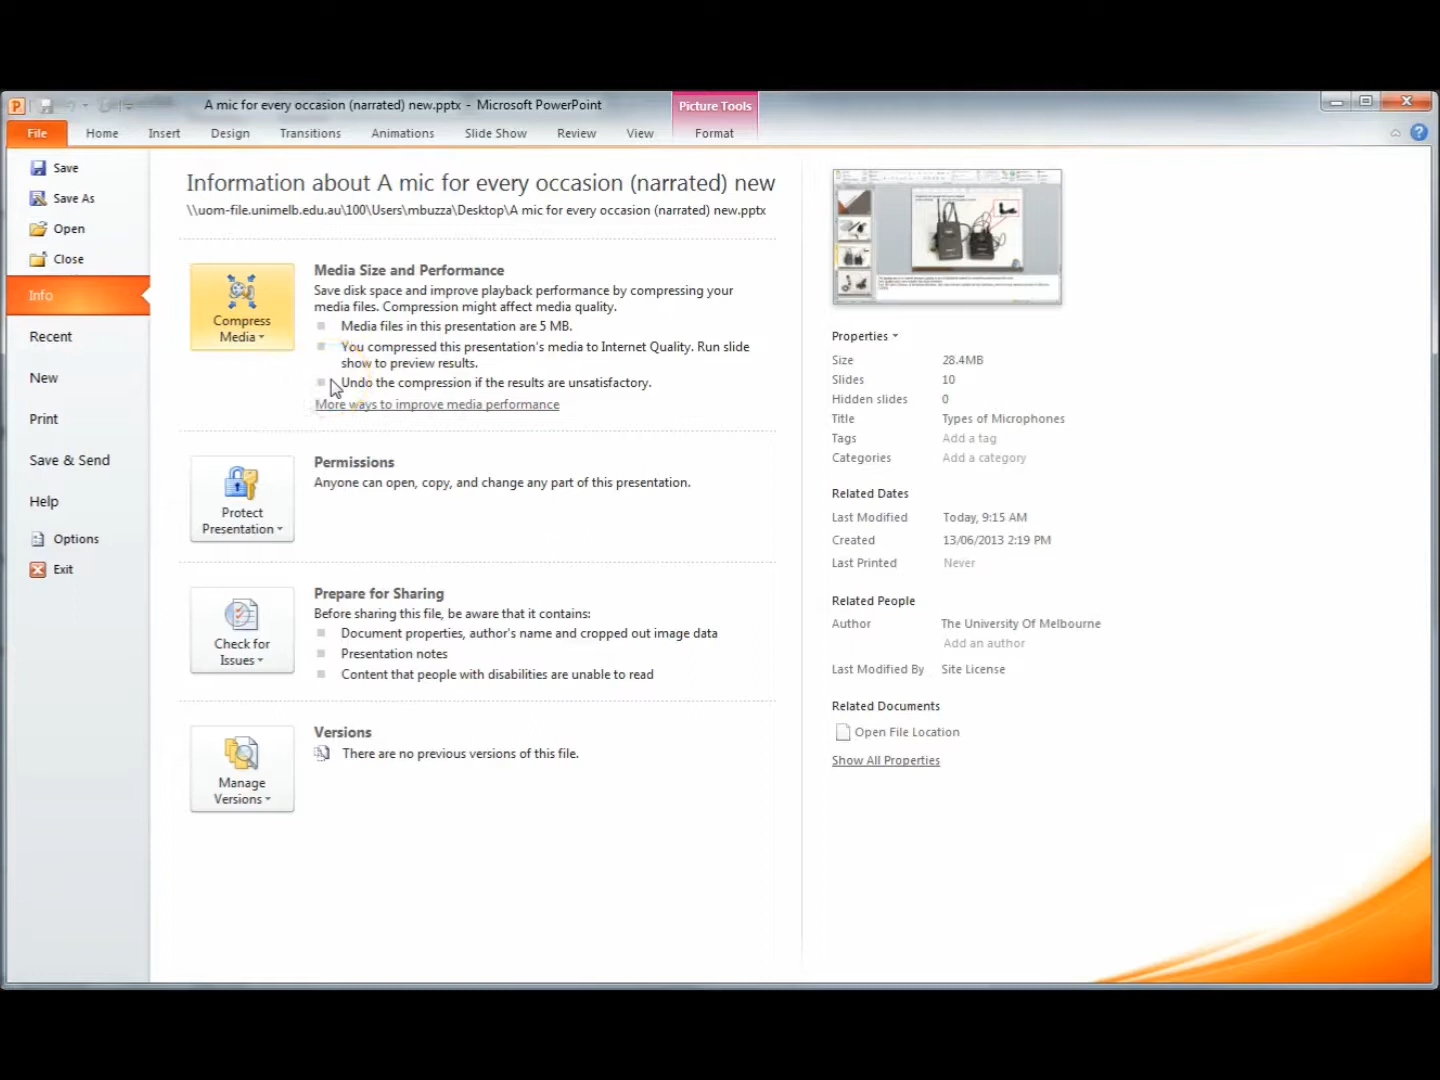 A mic for every occasion (narrated) new.pptx - Microsoft PowerPoint
Picture Tools
File Home Insert Design Transitions Animations Slide Show Review View Format
Save
Save As
Open
Close
Info
Recent
New
Print
Save & Send
Help
Options
Exit
Information about A mic for every occasion (narrated) new
\\uom-file.unimelb.edu.au\100\Users\mbuzza\Desktop\A mic for every occasion (narrated) new.pptx
Compress
Media
Media Size and Performance
Save disk space and improve playback performance by compressing your
media files. Compression might affect media quality.
Media files in this presentation are 5 MB.
You compressed this presentation's media to Internet Quality. Run slide
show to preview results.
Undo the compression if the results are unsatisfactory.
More ways to improve media performance
Protect
Presentation
Permissions
Anyone can open, copy, and change any part of this presentation.
Check for
Issues
Prepare for Sharing
Before sharing this file, be aware that it contains:
Document properties, author's name and cropped out image data
Presentation notes
Content that people with disabilities are unable to read
Manage
Versions
Versions
There are no previous versions of this file.
Properties
Size 28.4MB
Slides 10
Hidden slides 0
Title Types of Microphones
Tags Add a tag
Categories Add a category
Related Dates
Last Modified Today, 9:15 AM
Created 13/06/2013 2:19 PM
Last Printed Never
Related People
Author The University Of Melbourne
Add an author
Last Modified By Site License
Related Documents
Open File Location
Show All Properties